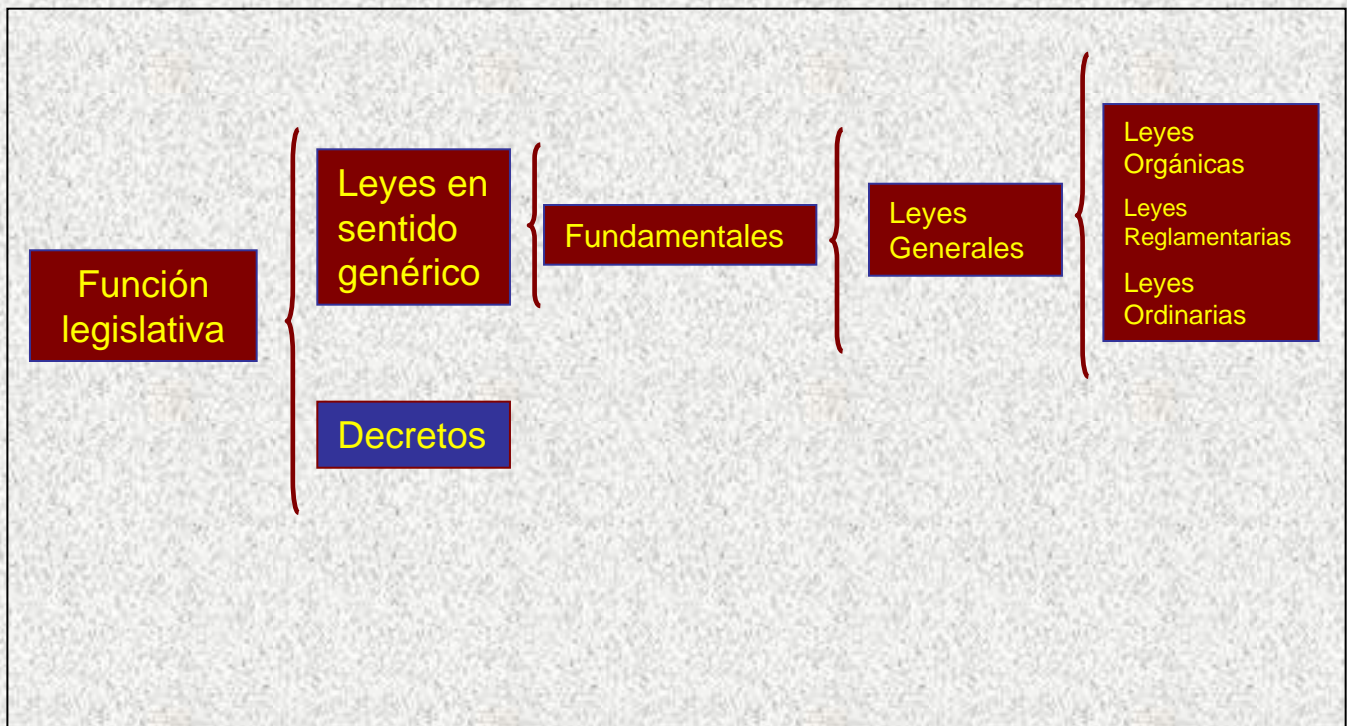 Función
legislativa
Leyes en
sentido
genérico
Decretos
Fundamentales
Leyes
Generales
Leyes
Orgánicas
Leyes
Reglamentarias
Leyes
Ordinarias